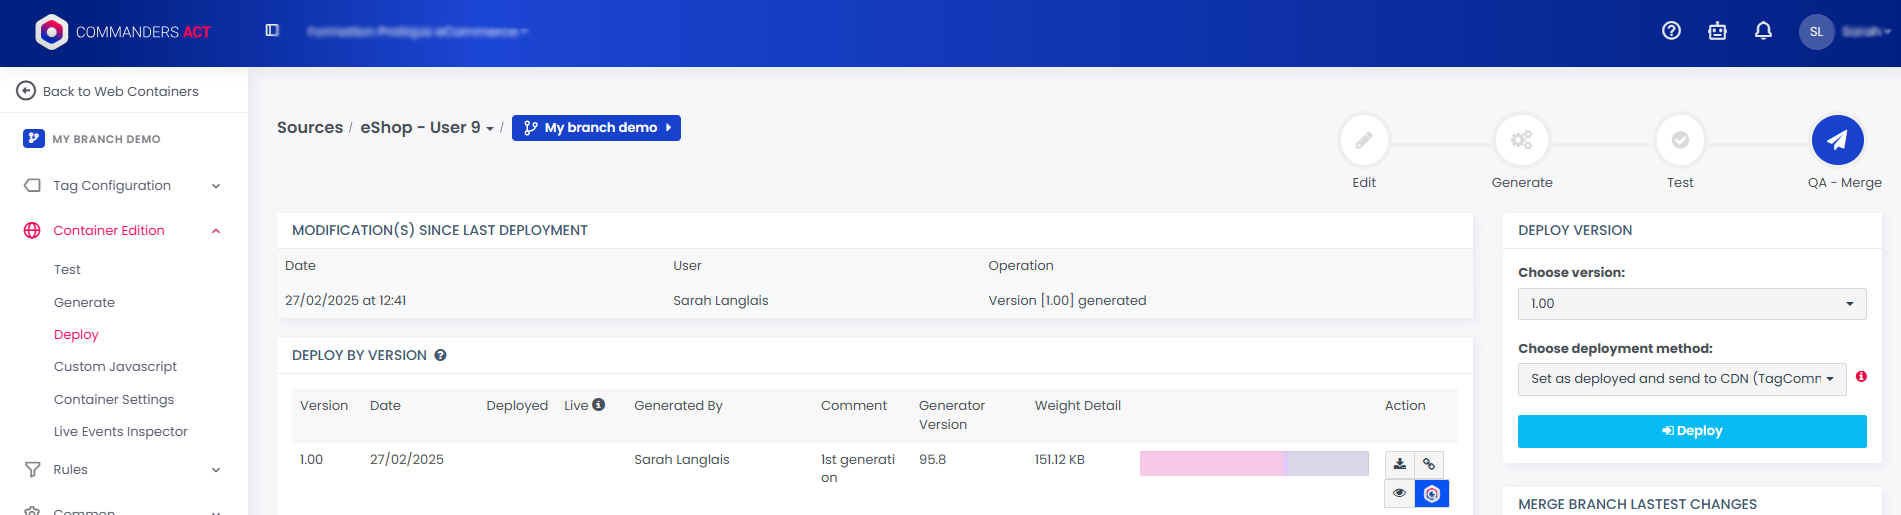 COMMANDERS ACT
SL
Back to Web Containers
MY BRANCH DEMO
Tag Configuration
Container Edition
Test
Generate
Deploy
Custom Javascript
Container Settings
Live Events Inspector
Rules
Common
Sources / eShop - User 9 / My branch demo
Edit
Generate
Test
QA - Merge
MODIFICATION(S) SINCE LAST DEPLOYMENT
Date User Operation
27/02/2025 at 12:41 Sarah Langlais Version [1.00] generated
DEPLOY BY VERSION
Version Date Deployed Live Generated By Comment Generator Version Weight Detail Action
1.00 27/02/2025 Sarah Langlais 1st generati
on 95.8 151.12 KB
DEPLOY VERSION
Choose version:
1.00
Choose deployment method:
Set as deployed and send to CDN (TagComm
Deploy
MERGE BRANCH LASTEST CHANGES